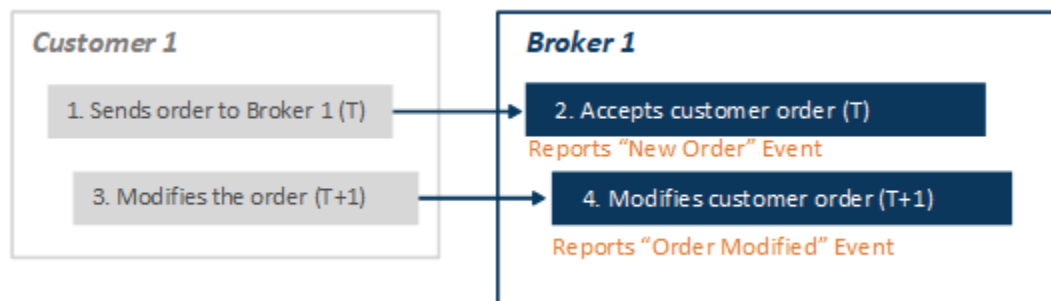 Customer 1
Broker 1
1. Sends order to Broker 1 (T)
2. Accepts customer order (T)
Reports “New Order” Event
3. Modifies the order (T+1)
4. Modifies customer order (T+1)
Reports “Order Modified” Event